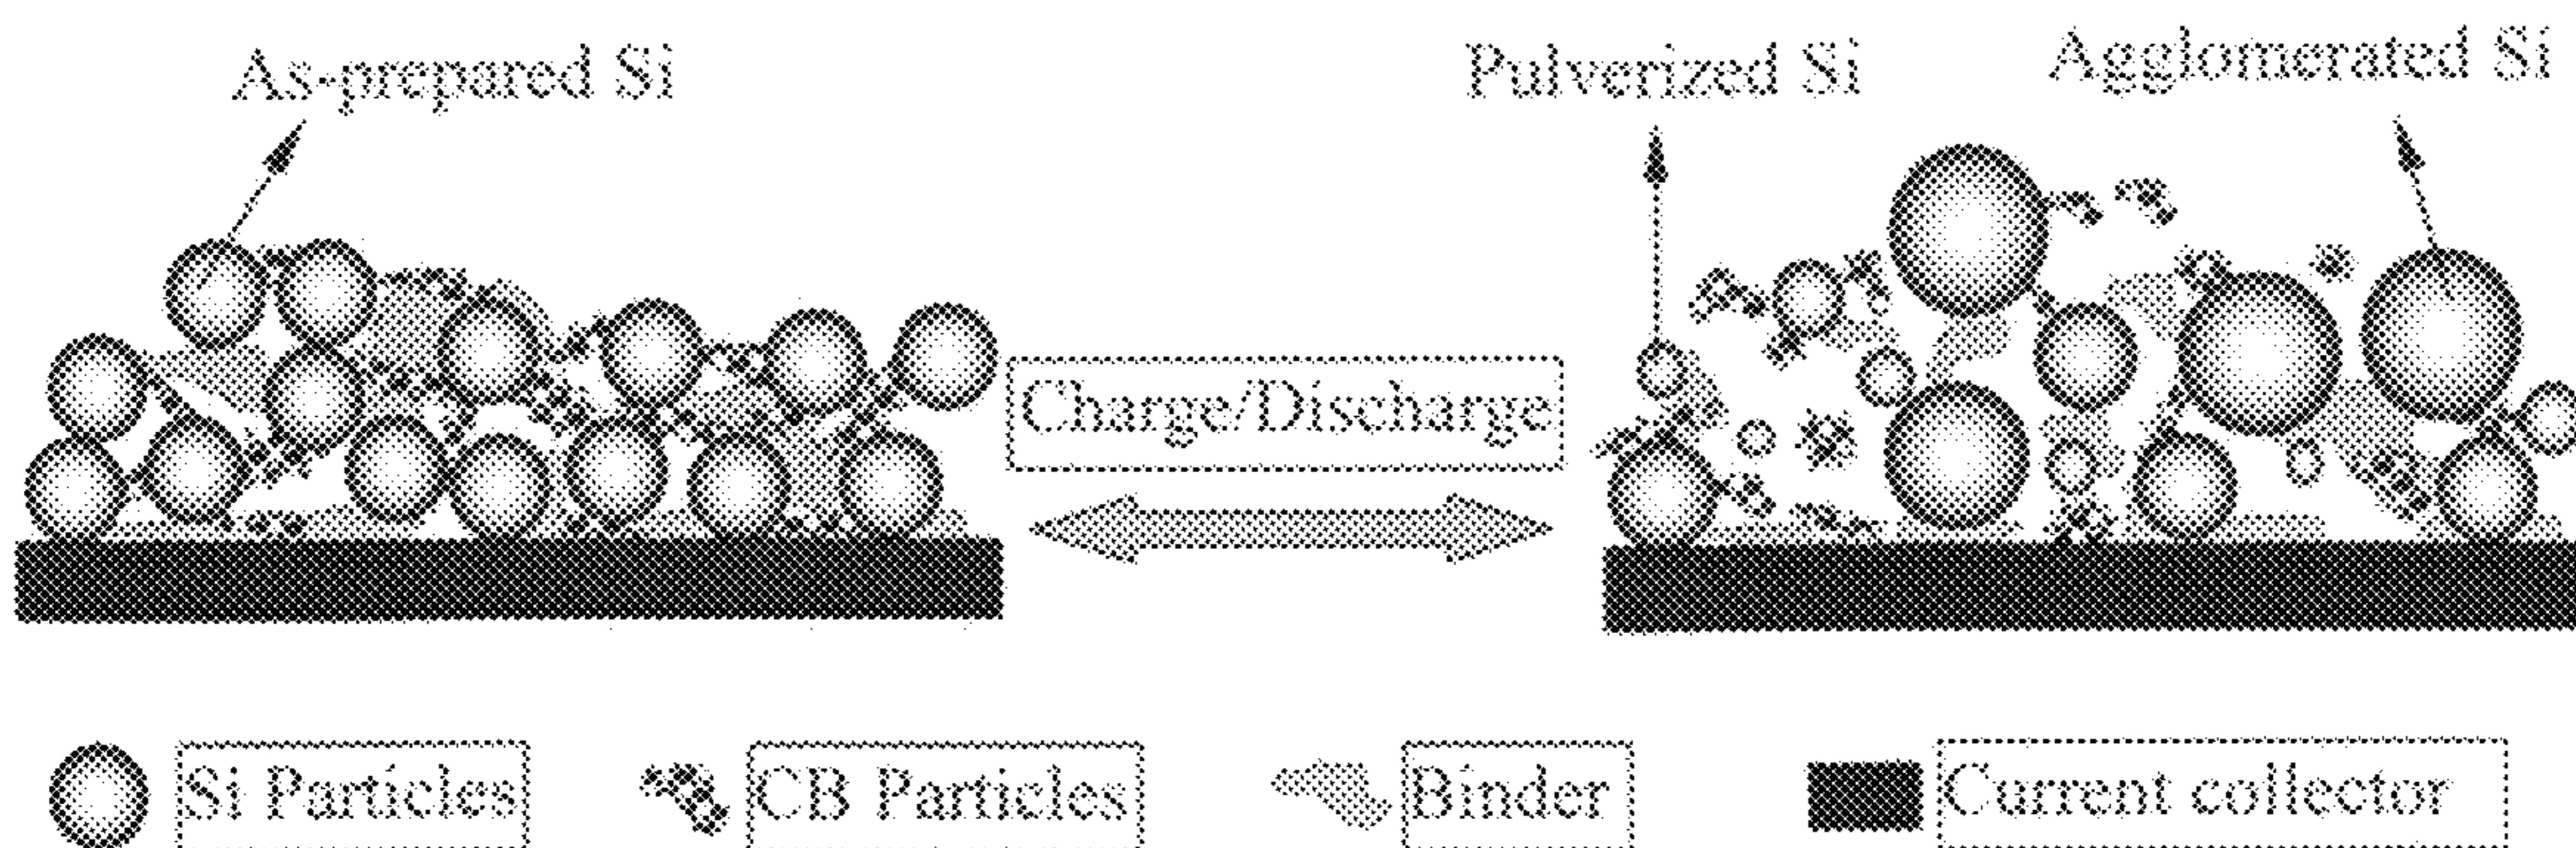 As-prepared Si
Pulverized Si
Agglomerated Si
Charge/Discharge
Si Particles
CB Particles
Binder
Current collector